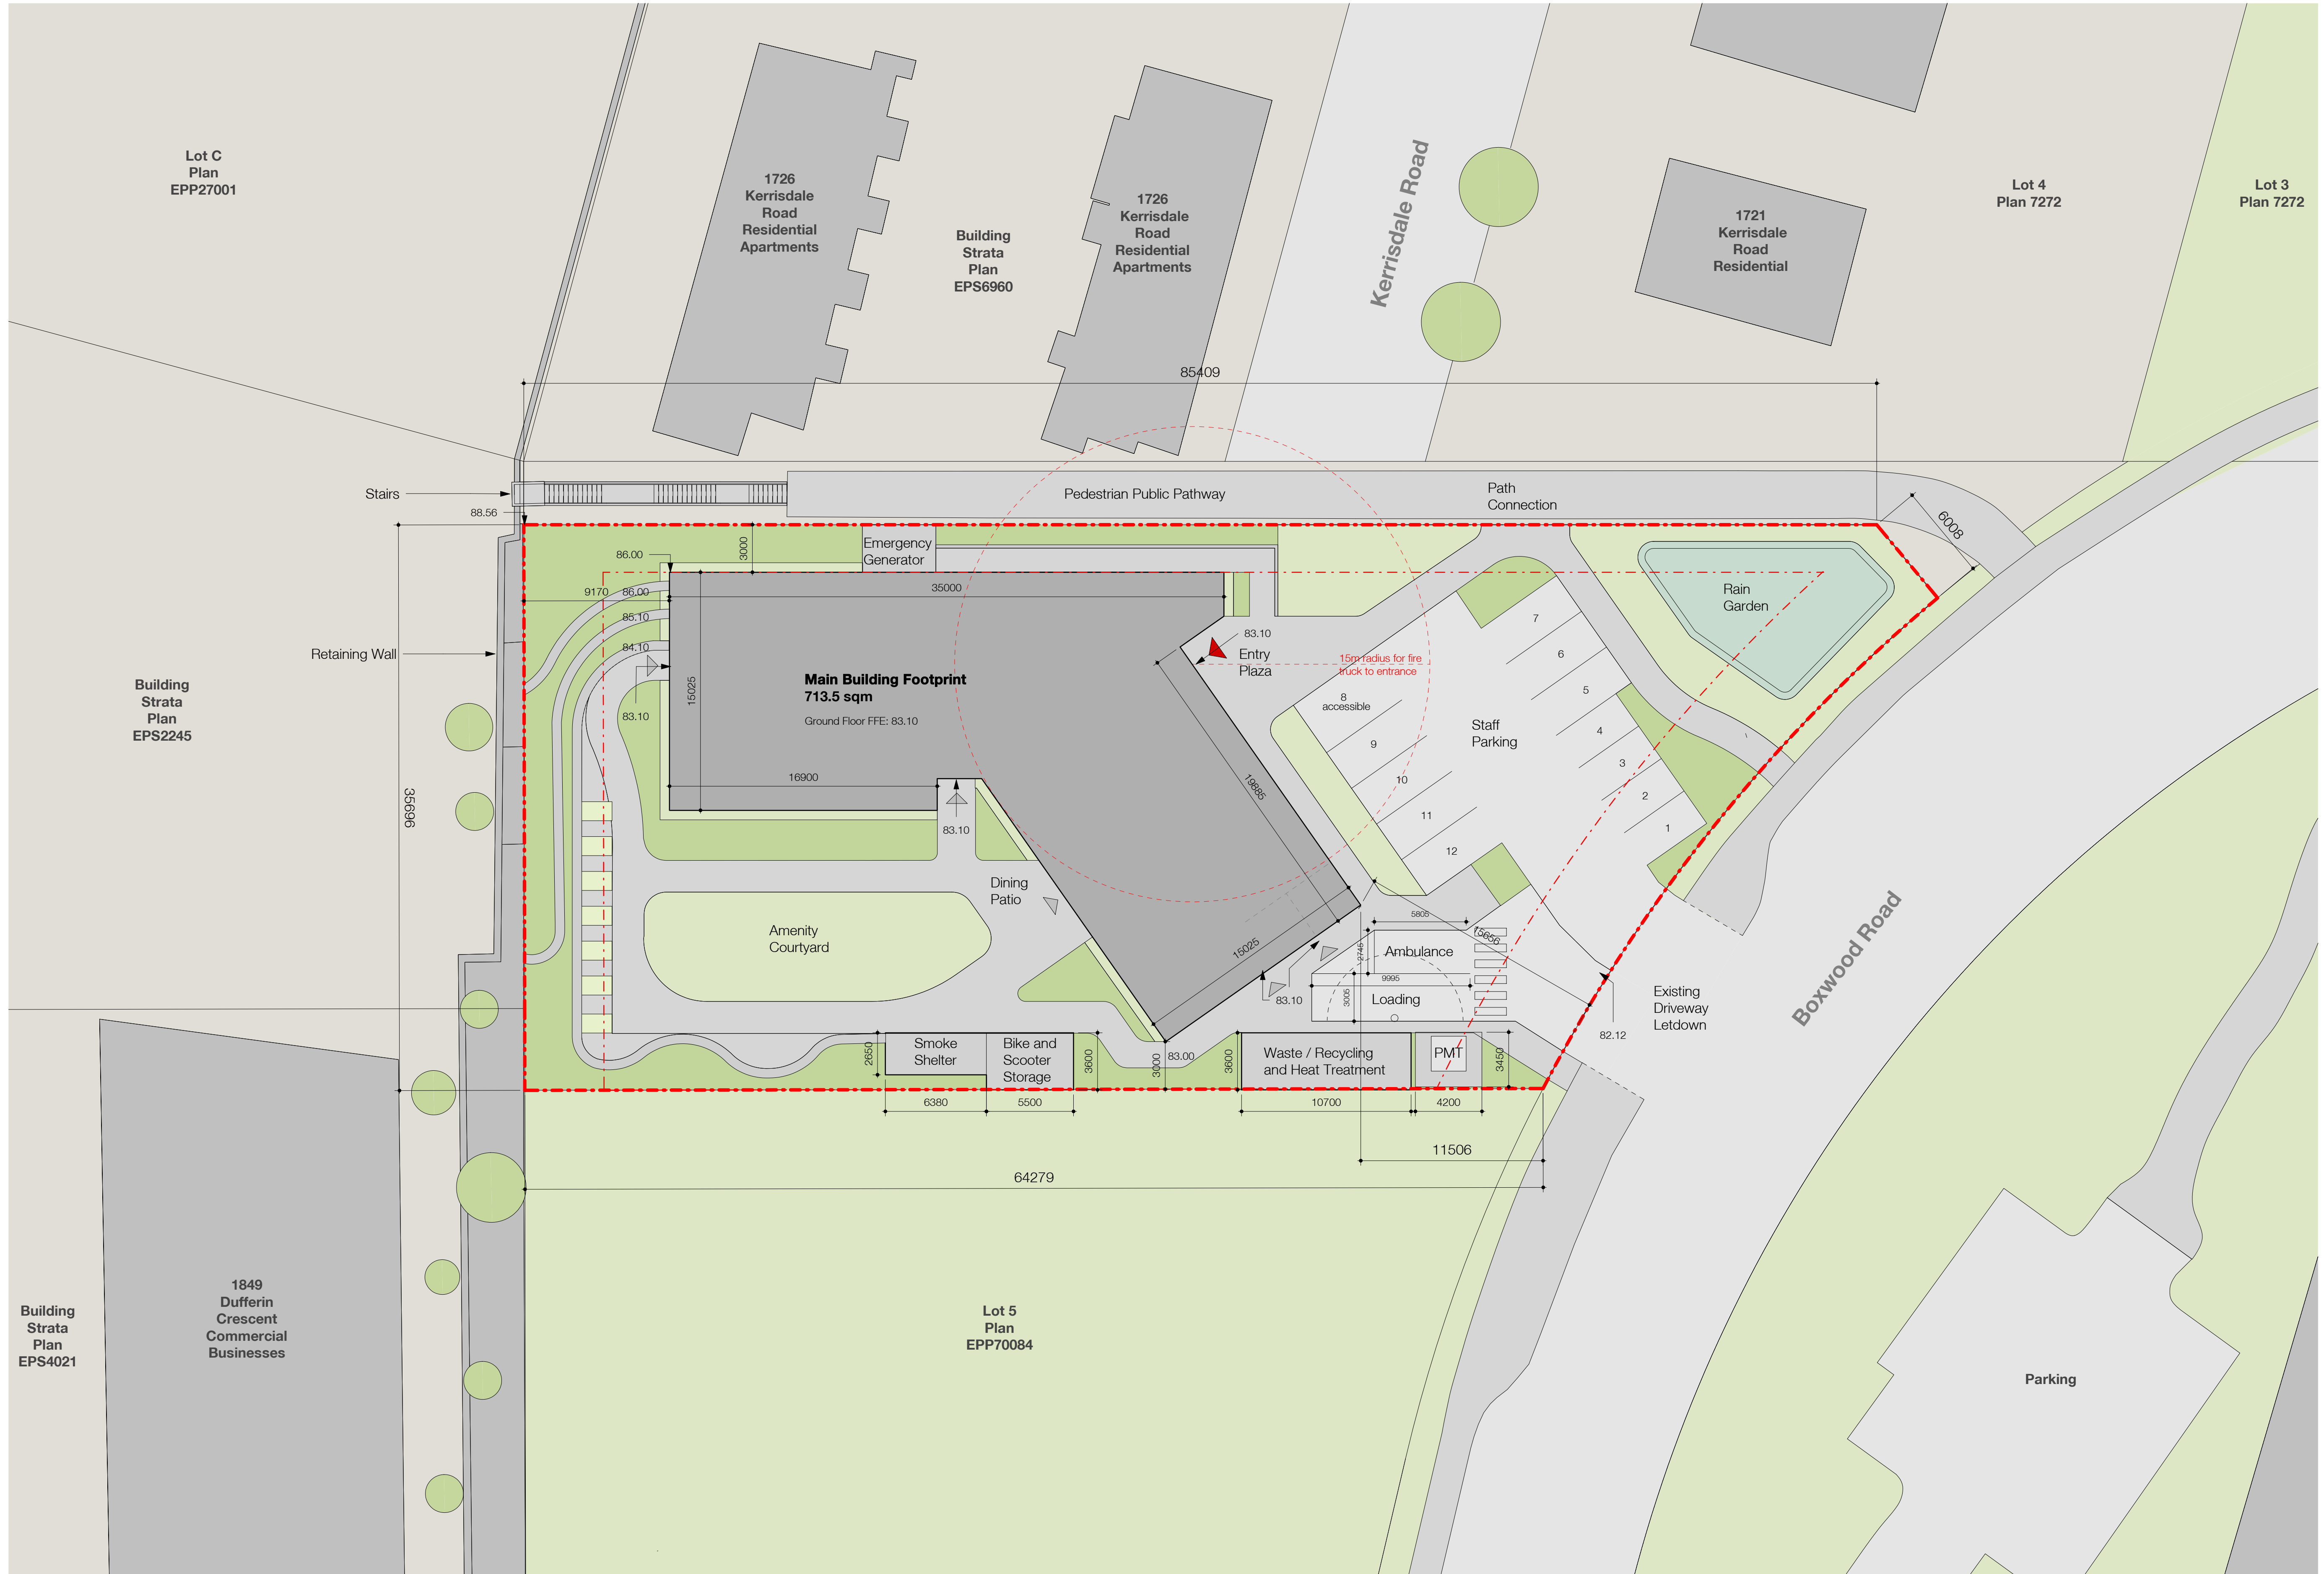 Lot C
Plan
EPP27001
1726
Kerrisdale
Road
Residential
Apartments
Building
Strata
Plan
EPS6960
1726
Kerrisdale
Road
Residential
Apartments
Kerrisdale Road
1721
Kerrisdale
Road
Residential
Lot 4
Plan 7272
Lot 3
Plan 7272
85409
Stairs
88.56
Pedestrian Public Pathway
Path
Connection
6008
86.00
3000
Emergency
Generator
9170
86.00
35000
85.10
84.10
83.10
15025
Retaining Wall
Main Building Footprint
713.5 sqm
Ground Floor FFE: 83.10
83.10
Entry
Plaza
15m radius for fire
truck to entrance
Rain
Garden
7
6
5
4
3
2
1
8
accessible
9
10
11
12
Staff
Parking
Building
Strata
Plan
EPS2245
35696
16900
83.10
19885
Dining
Patio
Amenity
Courtyard
15025
5805
15656
2745
Ambulance
9995
3005
Loading
83.10
Existing
Driveway
Letdown
82.12
Boxwood Road
2650
Smoke
Shelter
Bike and
Scooter
Storage
3600
3000
83.00
3600
Waste / Recycling
and Heat Treatment
PMT
3450
6380
5500
10700
4200
11506
64279
Building
Strata
Plan
EPS4021
1849
Dufferin
Crescent
Commercial
Businesses
Lot 5
Plan
EPP70084
Parking